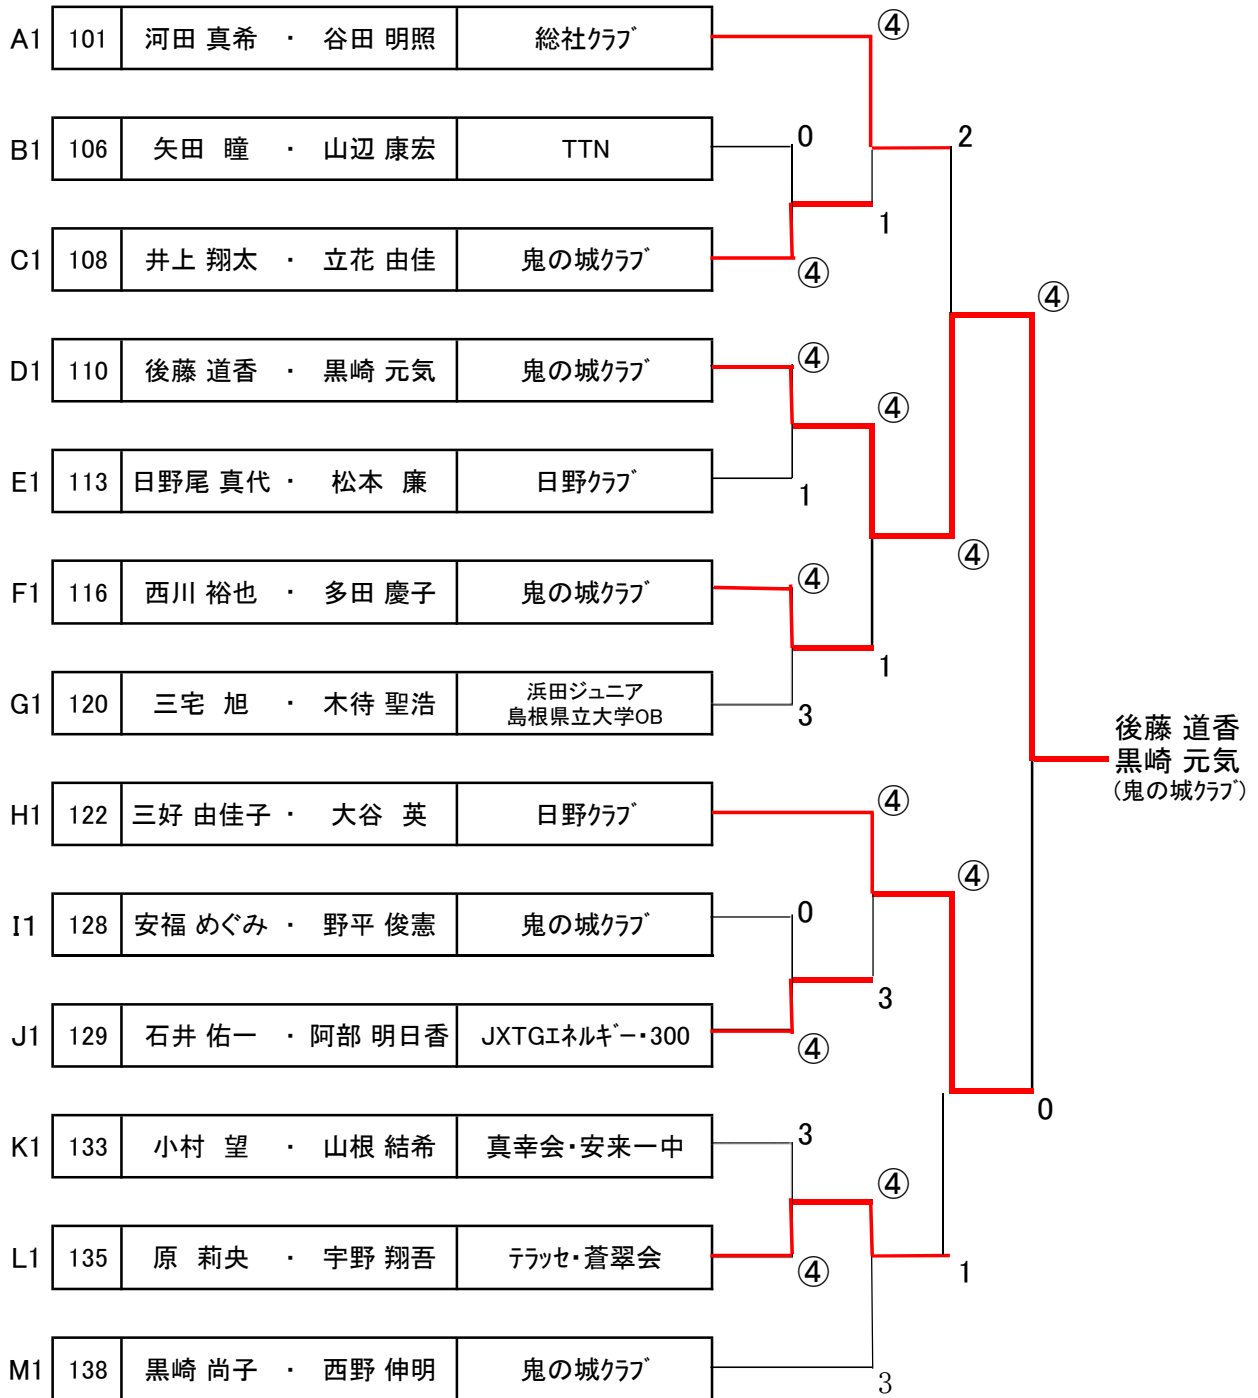 A1 101 河田 真希 ・ 谷田 明照 総社ｸﾗﾌﾞ ④
B1 106 矢田 瞳 ・ 山辺 康宏 TTN 0 2
1
C1 108 井上 翔太 ・ 立花 由佳 鬼の城ｸﾗﾌﾞ ④
④
D1 110 後藤 道香 ・ 黒崎 元気 鬼の城ｸﾗﾌﾞ ④
④
E1 113 日野尾 真代 ・ 松本 廉 日野ｸﾗﾌﾞ 1
④
F1 116 西川 裕也 ・ 多田 慶子 鬼の城ｸﾗﾌﾞ ④
1
G1 120 三宅 旭 ・ 木待 聖浩 浜田ジュニア
島根県立大学OB 3
後藤 道香
黒崎 元気
(鬼の城ｸﾗﾌﾞ)
H1 122 三好 由佳子 ・ 大谷 英 日野ｸﾗﾌﾞ ④
④
I1 128 安福 めぐみ ・ 野平 俊憲 鬼の城ｸﾗﾌﾞ 0
3
J1 129 石井 佑一 ・ 阿部 明日香 JXTGｴﾈﾙｷﾞｰ・300 ④
0
K1 133 小村 望 ・ 山根 結希 真幸会・安来一中 3
④
L1 135 原 莉央 ・ 宇野 翔吾 ﾃﾗｯｾ・蒼翠会 ④ 1
M1 138 黒崎 尚子 ・ 西野 伸明 鬼の城ｸﾗﾌﾞ 3